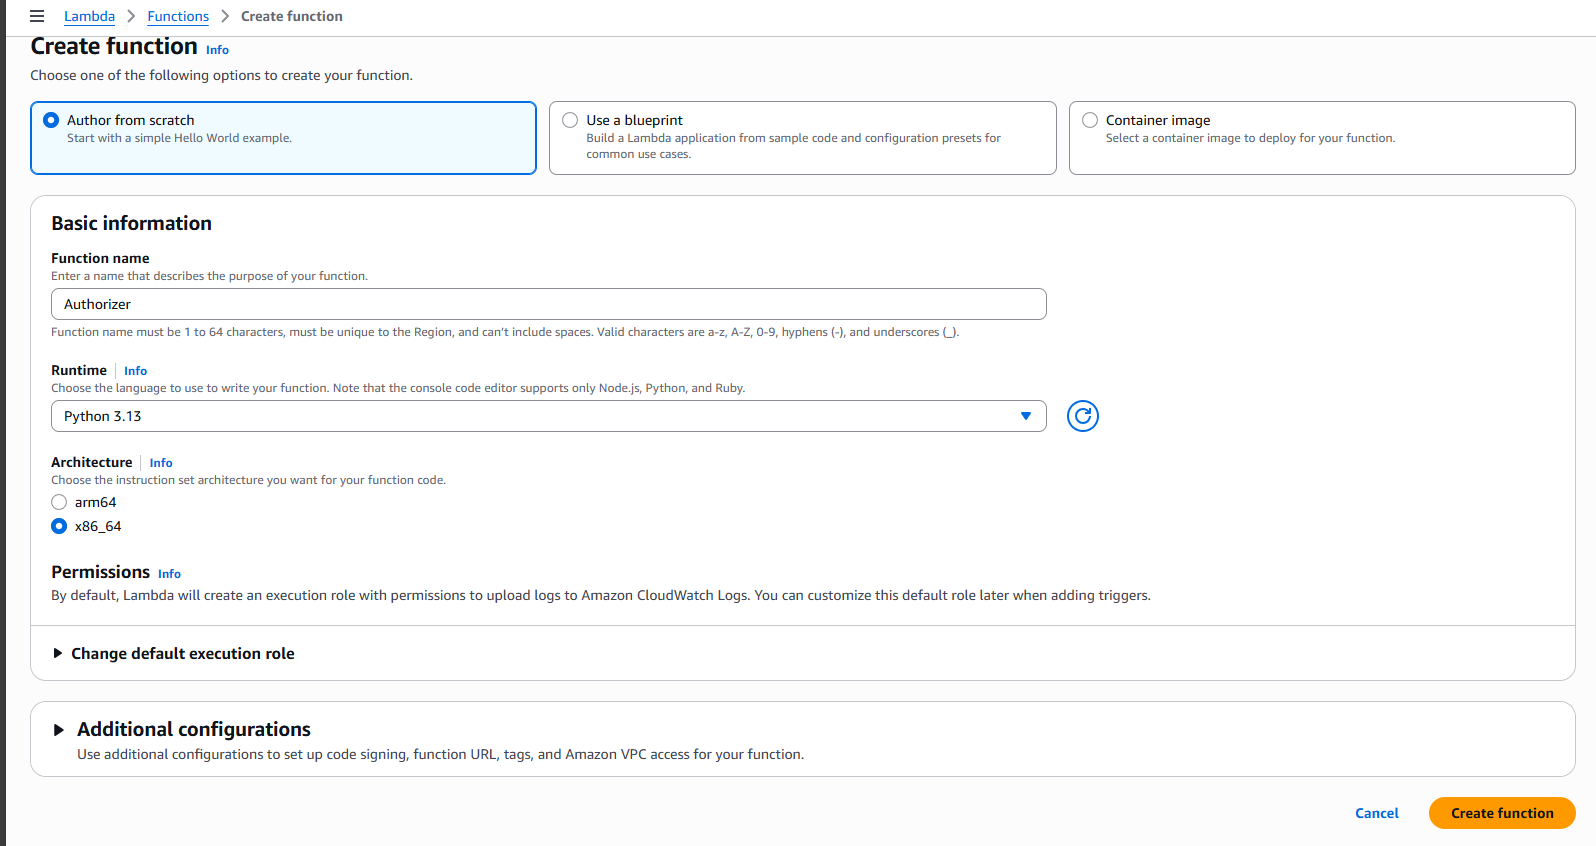 Lambda > Functions > Create function
Create function Info
Choose one of the following options to create your function.
Author from scratch
Start with a simple Hello World example.
Use a blueprint
Build a Lambda application from sample code and configuration presets for
common use cases.
Container image
Select a container image to deploy for your function.
Basic information
Function name
Enter a name that describes the purpose of your function.
Authorizer
Function name must be 1 to 64 characters, must be unique to the Region, and can’t include spaces. Valid characters are a-z, A-Z, 0-9, hyphens (-), and underscores (_).
Runtime Info
Choose the language to use to write your function. Note that the console code editor supports only Node.js, Python, and Ruby.
Python 3.13
Architecture Info
Choose the instruction set architecture you want for your function code.
arm64
x86_64
Permissions Info
By default, Lambda will create an execution role with permissions to upload logs to Amazon CloudWatch Logs. You can customize this default role later when adding triggers.
Change default execution role
Additional configurations
Use additional configurations to set up code signing, function URL, tags, and Amazon VPC access for your function.
Cancel Create function